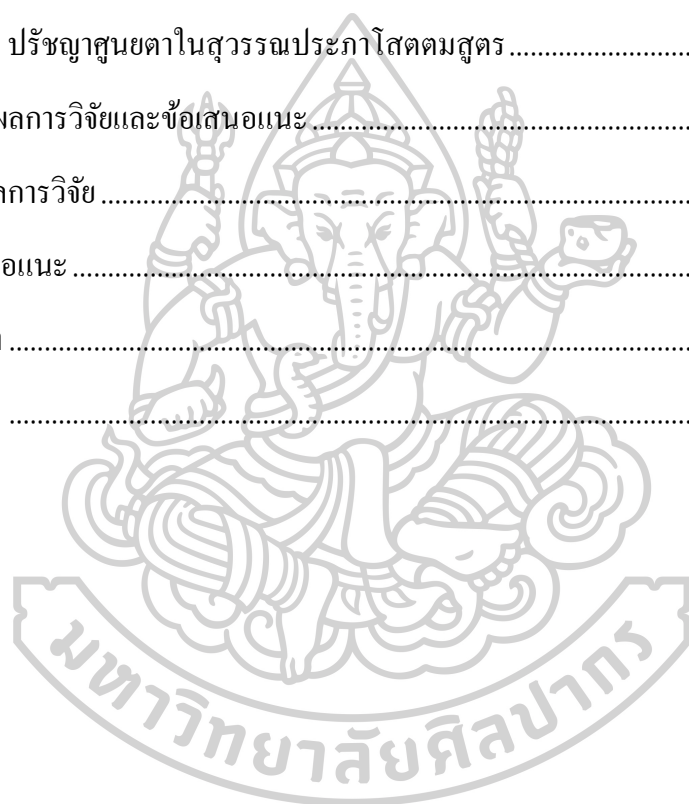 ปรัชญาศูนยตาในสุวรรณประภาโสตตมสูตร........................................
ผลการวิจัยและข้อเสนอแนะ................................................................
ลการวิจัย........................................................................................
อแนะ............................................................................................
........................................................................................................
........................................................................................................
มหาวิทยาลัยศิลปากร